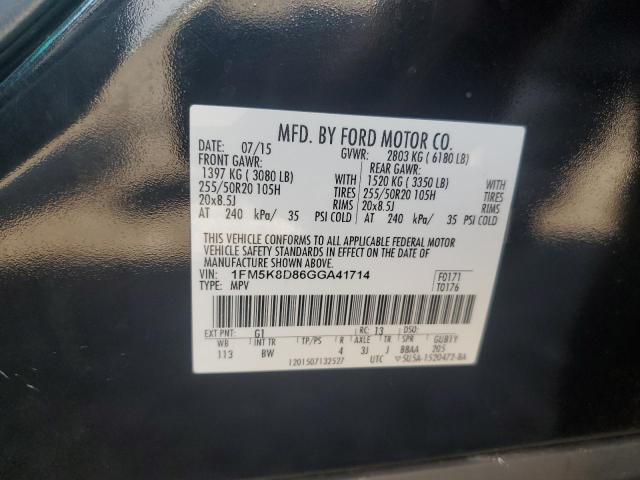 MFD. BY FORD MOTOR CO.
DATE: 07/15 GVWR: 2803 KG ( 6180 LB)
FRONT GAWR: REAR GAWR:
1397 KG ( 3080 LB) 1520 KG ( 3350 LB)
255/50R20 105H TIRES 255/50R20 105H TIRES
20x8.5J RIMS 20x8.5J RIMS
AT 240 kPa/ 35 PSI COLD AT 240 kPa/ 35 PSI COLD
THIS VEHICLE CONFORMS TO ALL APPLICABLE FEDERAL MOTOR
VEHICLE SAFETY STANDARDS IN EFFECT ON THE DATE OF
MANUFACTURE SHOWN ABOVE.
VIN: 1FM5K8D86GGA41714 F0171
TYPE: MPV T0176
EXT PNT: G1 RC: 13 DSO:
WB INT TR TP/PS R AXLE TR SPR
113 BW 4 3J J BBAA 205
1201507132527 UTC ▽5U5A-1520472-BA